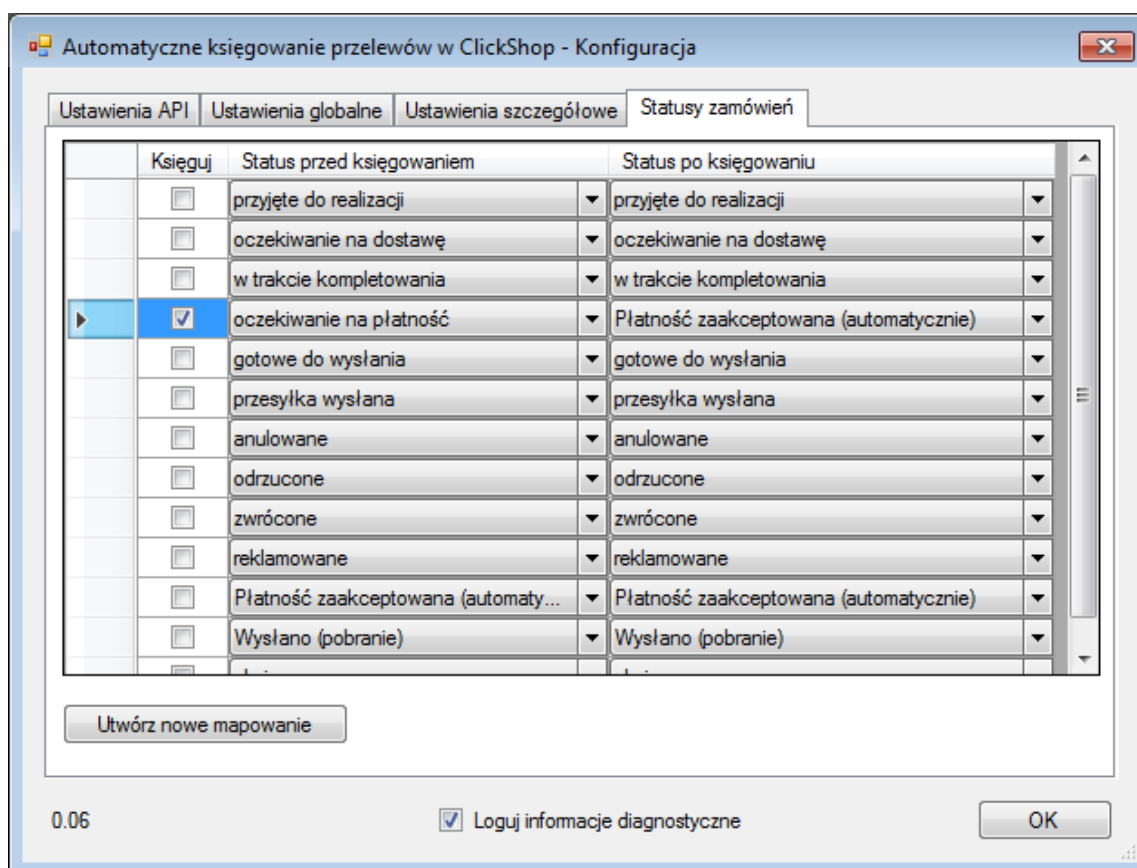 Automatyczne księgowanie przelewów w ClickShop - Konfiguracja
Ustawienia API Ustawienia globalne Ustawienia szczegółowe Statusy zamówień
Księguj Status przed księgowaniem Status po księgowaniu
przyjęte do realizacji przyjęte do realizacji
oczekiwanie na dostawę oczekiwanie na dostawę
w trakcie kompletowania w trakcie kompletowania
oczekiwanie na płatność Płatność zaakceptowana (automatycznie)
gotowe do wysłania gotowe do wysłania
przesyłka wysłana przesyłka wysłana
anulowane anulowane
odrzucone odrzucone
zwrócone zwrócone
reklamowane reklamowane
Płatność zaakceptowana (automaty... Płatność zaakceptowana (automatycznie)
Wysłano (pobranie) Wysłano (pobranie)
Utwórz nowe mapowanie
0.06 Loguj informacje diagnostyczne OK